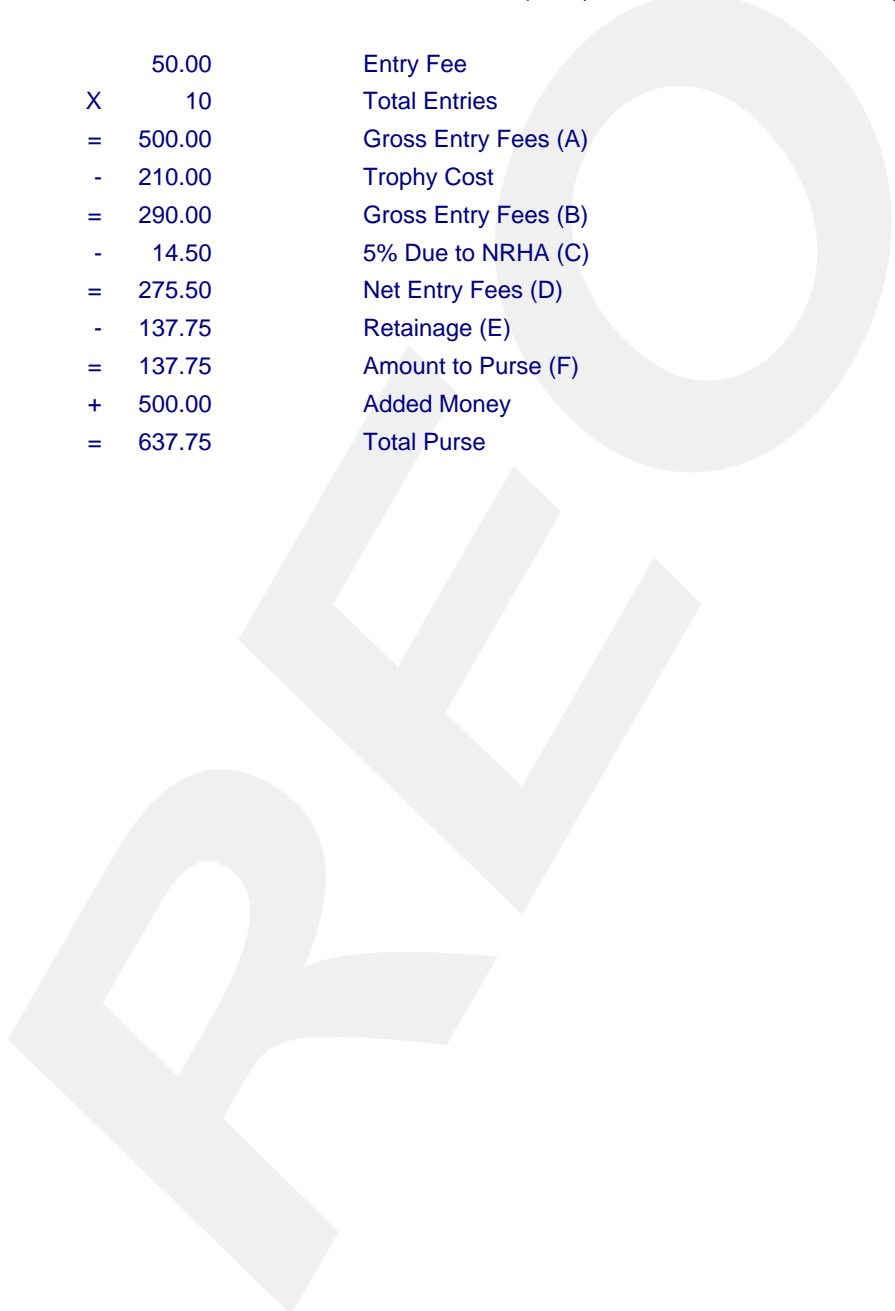 50.00 Entry Fee
X 10 Total Entries
= 500.00 Gross Entry Fees (A)
- 210.00 Trophy Cost
= 290.00 Gross Entry Fees (B)
- 14.50 5% Due to NRHA (C)
= 275.50 Net Entry Fees (D)
- 137.75 Retainage (E)
= 137.75 Amount to Purse (F)
+ 500.00 Added Money
= 637.75 Total Purse
REO